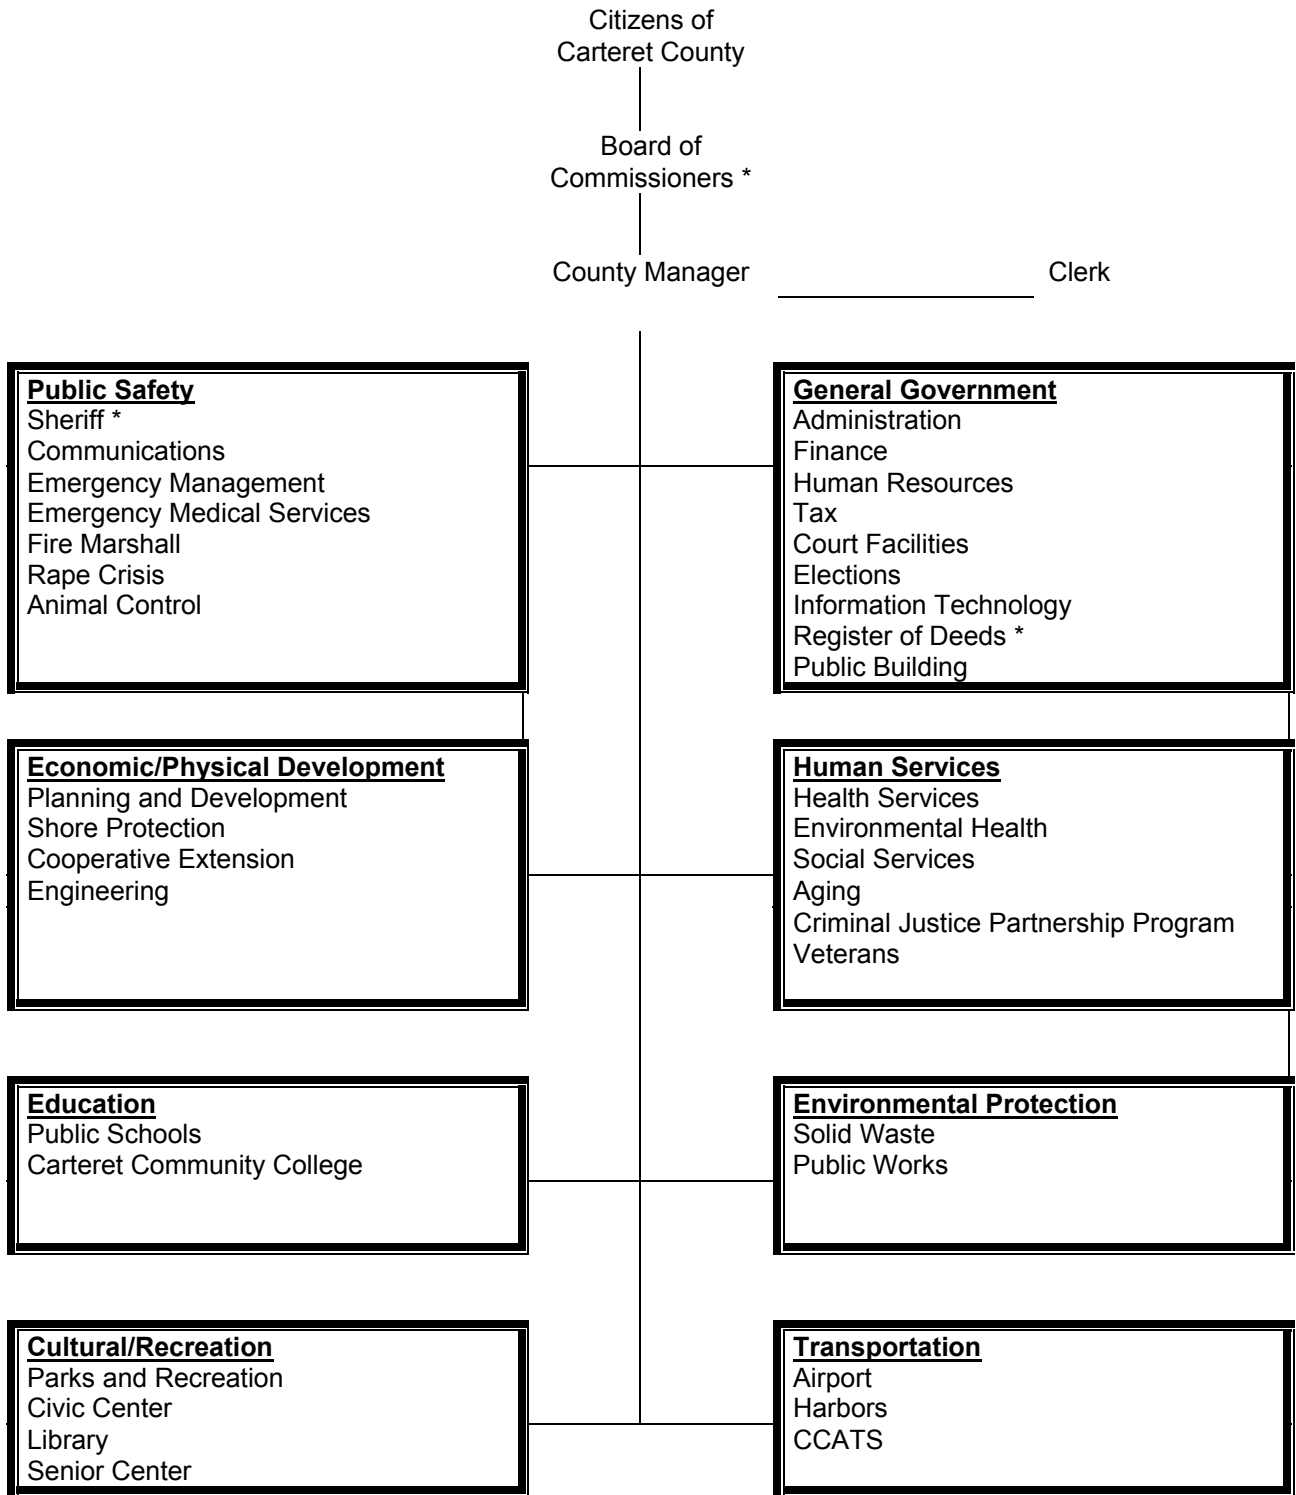 Citizens of
Carteret County
Board of
Commissioners *
County Manager
Clerk
Public Safety
Sheriff *
Communications
Emergency Management
Emergency Medical Services
Fire Marshall
Rape Crisis
Animal Control
General Government
Administration
Finance
Human Resources
Tax
Court Facilities
Elections
Information Technology
Register of Deeds *
Public Building
Economic/Physical Development
Planning and Development
Shore Protection
Cooperative Extension
Engineering
Human Services
Health Services
Environmental Health
Social Services
Aging
Criminal Justice Partnership Program
Veterans
Education
Public Schools
Carteret Community College
Environmental Protection
Solid Waste
Public Works
Cultural/Recreation
Parks and Recreation
Civic Center
Library
Senior Center
Transportation
Airport
Harbors
CCATS